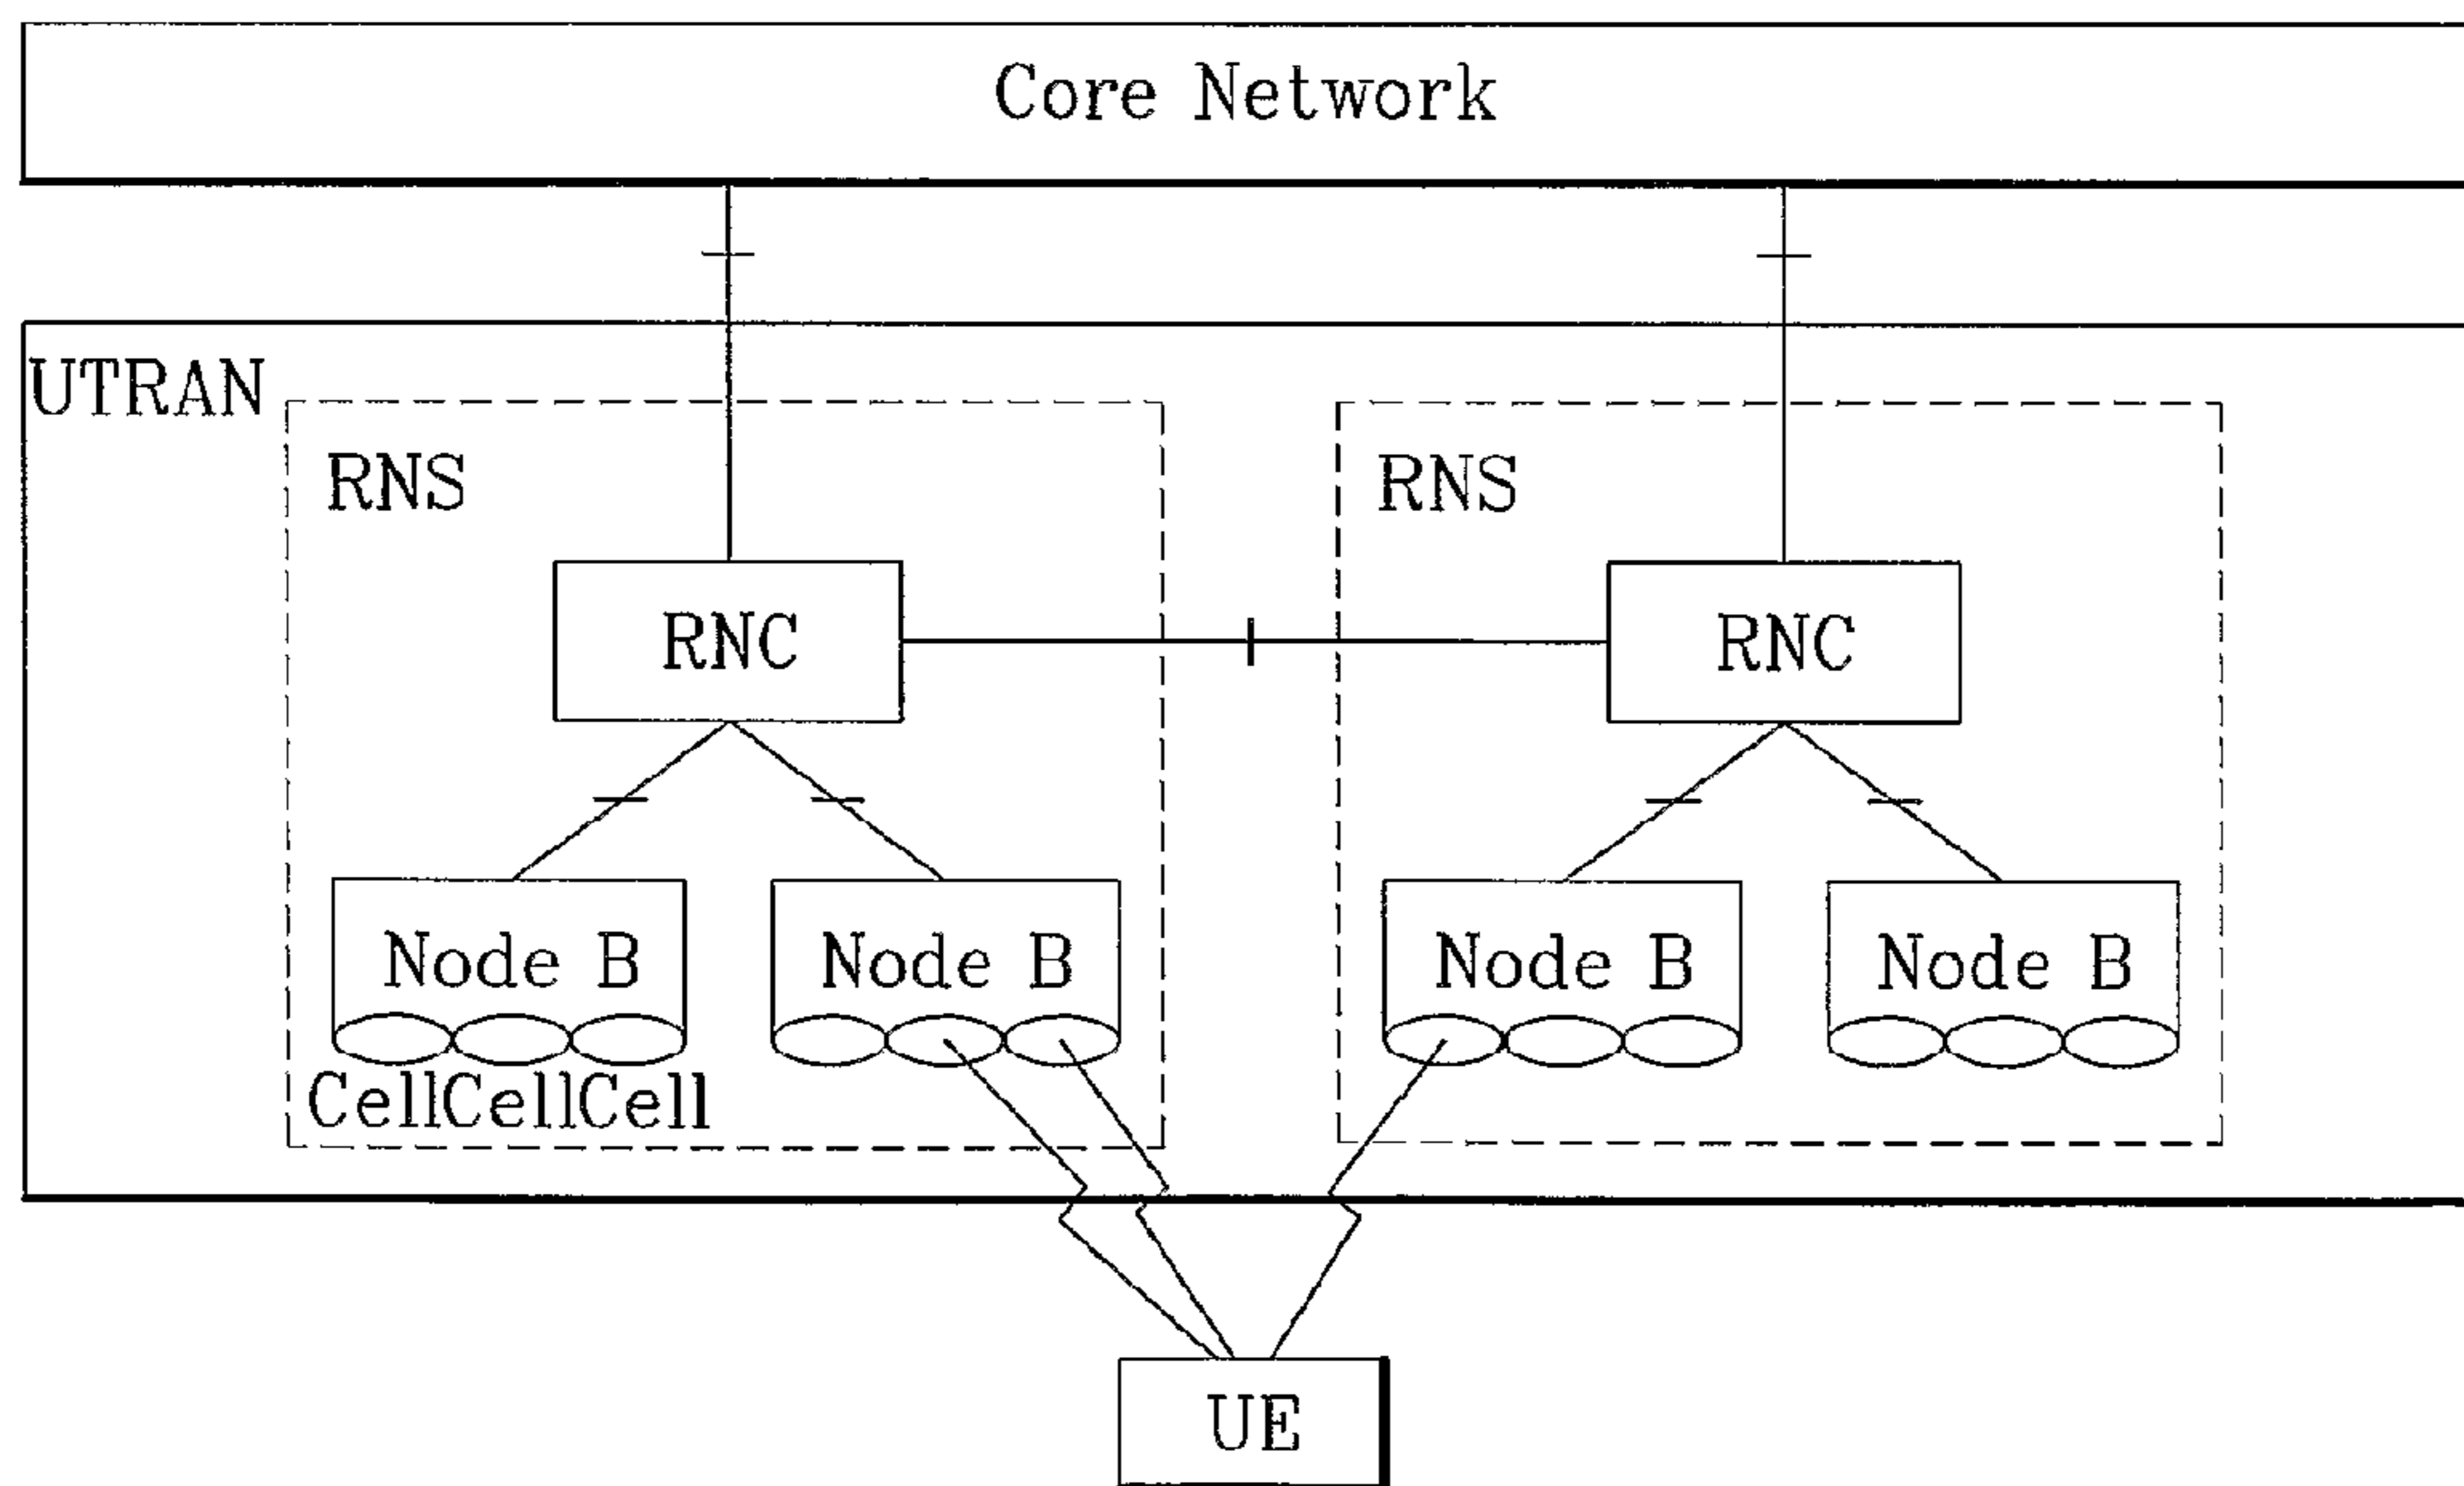 Core Network
UTRAN
RNS
RNS
RNC
RNC
Node B
Node B
Node B
Node B
CellCellCell
UE